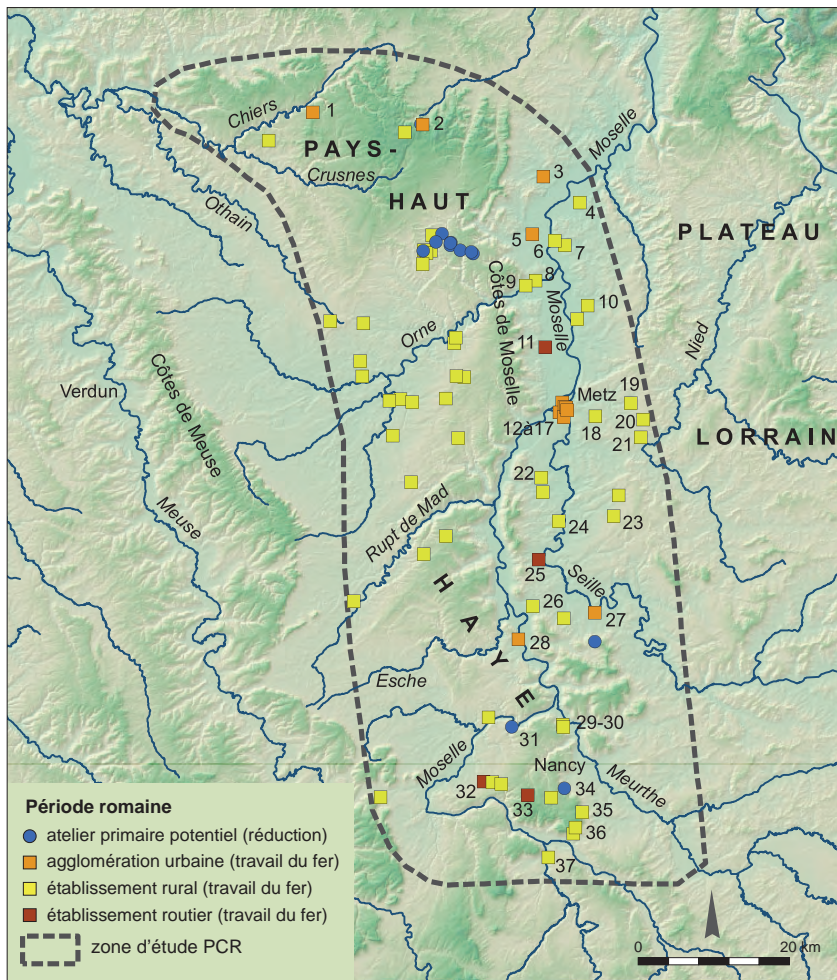 1
Chiers
2
PAYS-
Crusnes
Moselle
3
HAUT
4
Othain
PLATEAU
5
6
7
Côtes de Moselle
9
8
Moselle
10
Orne
Nied
11
Côtes de Meuse
Verdun
Metz
19
12à17
18
20
21
LORRAIN
22
Meuse
Rupt de Mad
24
23
25
HAYE
Seille
26
27
28
Esche
29-30
31
Moselle
Nancy
Meurthe
32
33
34
35
36
37
Période romaine
atelier primaire potentiel (réduction)
agglomération urbaine (travail du fer)
établissement rural (travail du fer)
établissement routier (travail du fer)
zone d'étude PCR
0 20 km